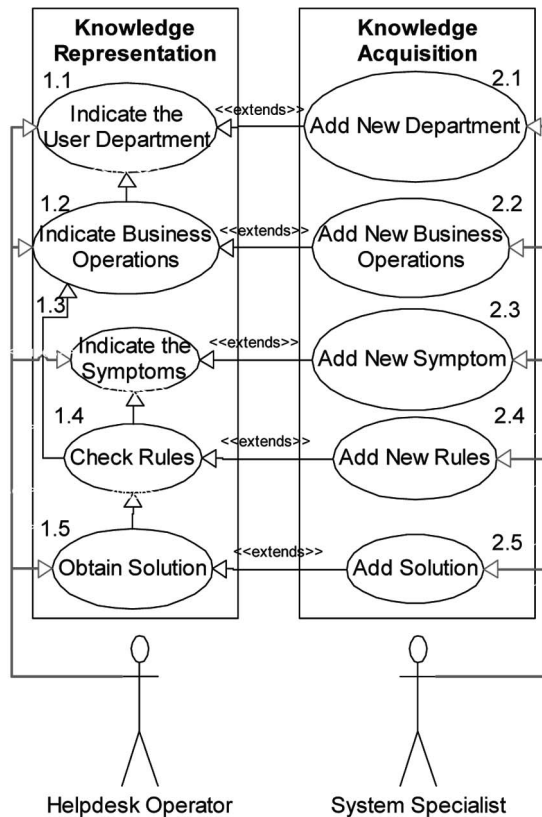 Knowledge
Representation
1.1
Indicate the
User Department
1.2
Indicate Business
Operations
1.3
Indicate the
Symptoms
1.4
Check Rules
1.5
Obtain Solution
<<extends>>
<<extends>>
<<extends>>
<<extends>>
<<extends>>
Knowledge
Acquisition
2.1
Add New Department
2.2
Add New Business
Operations
2.3
Add New Symptom
2.4
Add New Rules
2.5
Add Solution
Helpdesk Operator
System Specialist